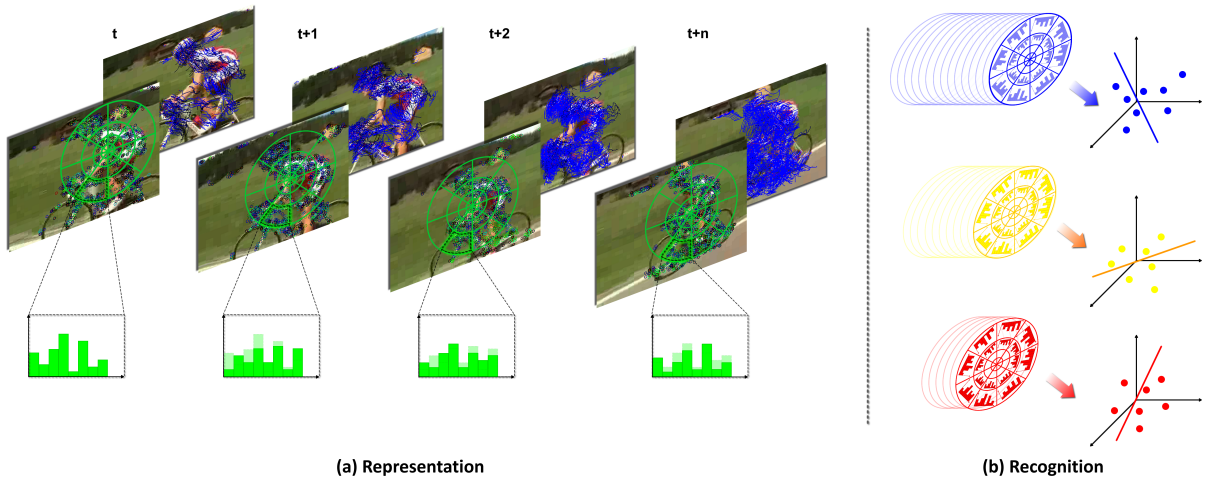 t
t+1
t+2
t+n
(a) Representation
(b) Recognition